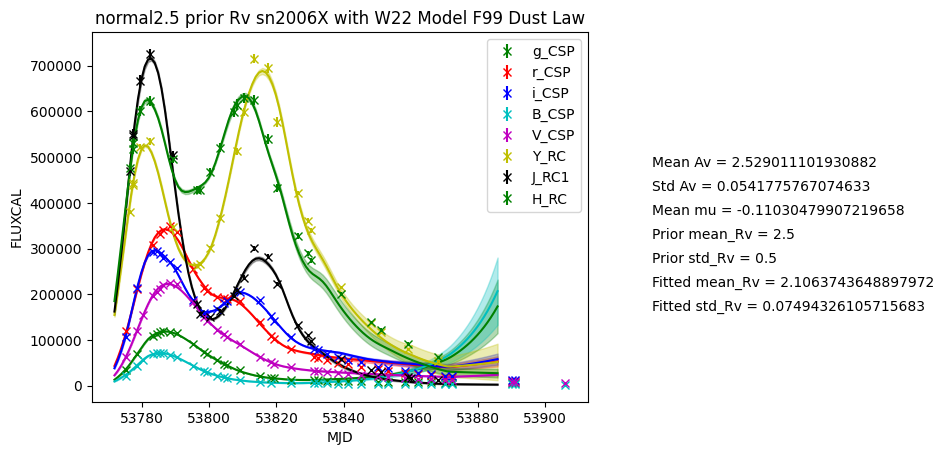 normal2.5 prior Rv sn2006X with W22 Model F99 Dust Law
FLUXCAL
700000
600000
500000
400000
300000
200000
100000
0
g_CSP
r_CSP
i_CSP
B_CSP
V_CSP
Y_RC
J_RC1
H_RC
53780
53800
53820
53840
53860
53880
53900
MJD
Mean Av = 2.529011101930882
Std Av = 0.0541775767074633
Mean mu = -0.11030479907219658
Prior mean_Rv = 2.5
Prior std_Rv = 0.5
Fitted mean_Rv = 2.1063743648897972
Fitted std_Rv = 0.07494326105715683